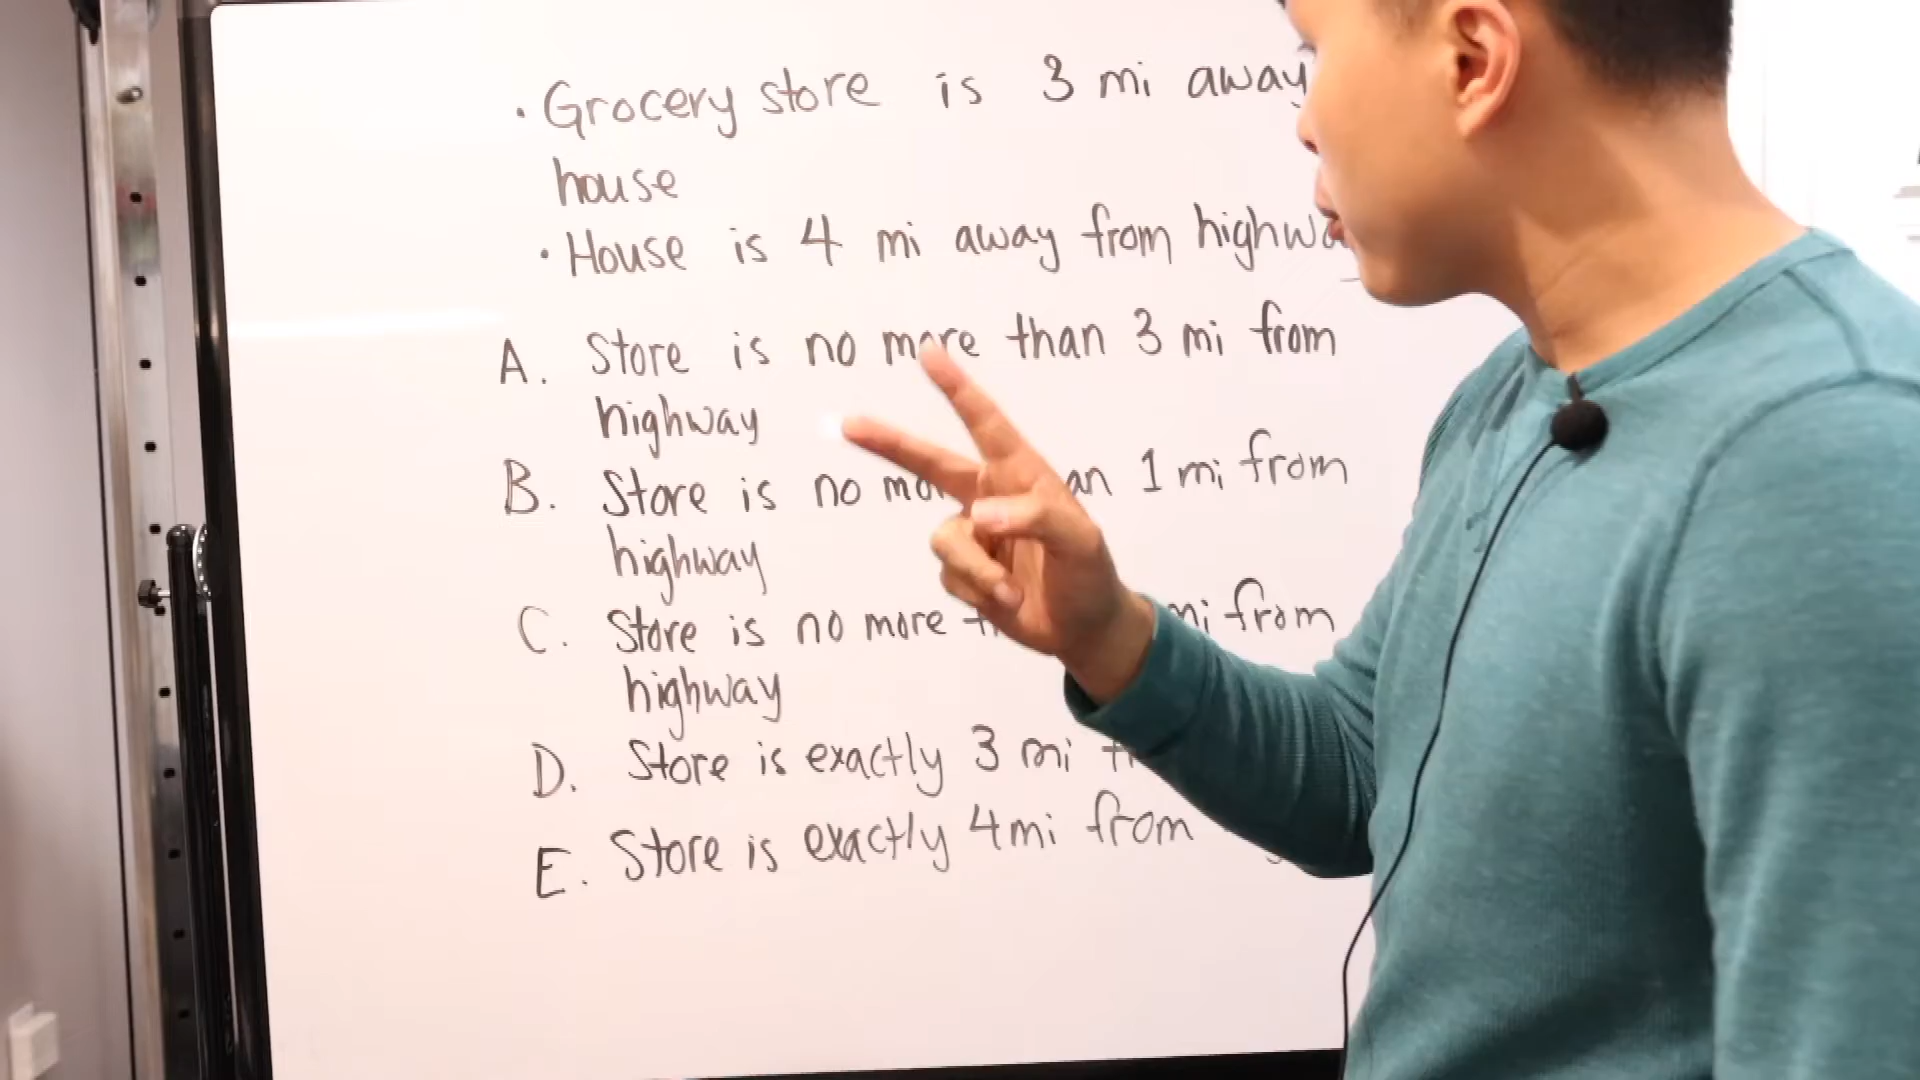 · Grocery store is 3 mi away
house
· House is 4 mi away from
A. Store is no more than 3 mi from
highway
B. Store is no 1 mi from
highway
C. Store is no more mi from
highway
D. Store is exactly 3 mi
E. Store is exactly 4 mi from